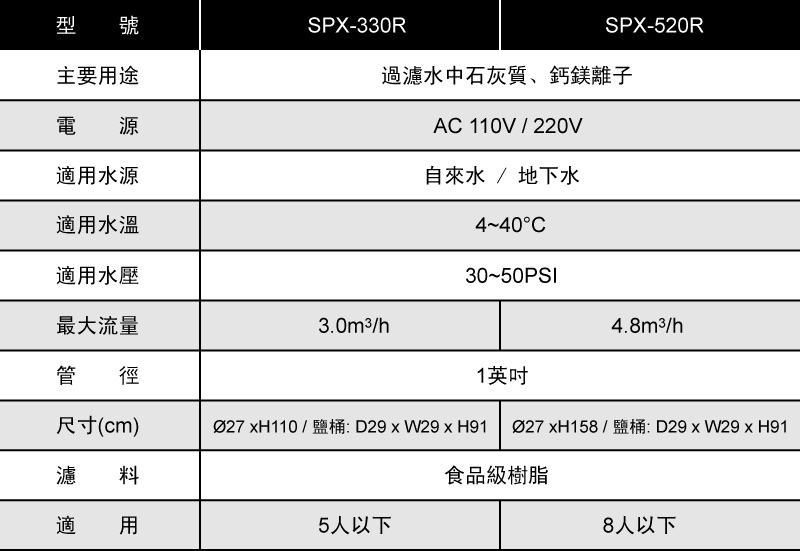 型 號 SPX-330R SPX-520R
主要用途 過濾水中石灰質、鈣鎂離子
電 源 AC 110V / 220V
適用水源 自來水 / 地下水
適用水溫 4~40°C
適用水壓 30~50PSI
最大流量 3.0m³/h 4.8m³/h
管 徑 1英吋
尺寸(cm) Ø27 xH110 / 鹽桶: D29 x W29 x H91 Ø27 xH158 / 鹽桶: D29 x W29 x H91
濾 料 食品級樹脂
適 用 5人以下 8人以下